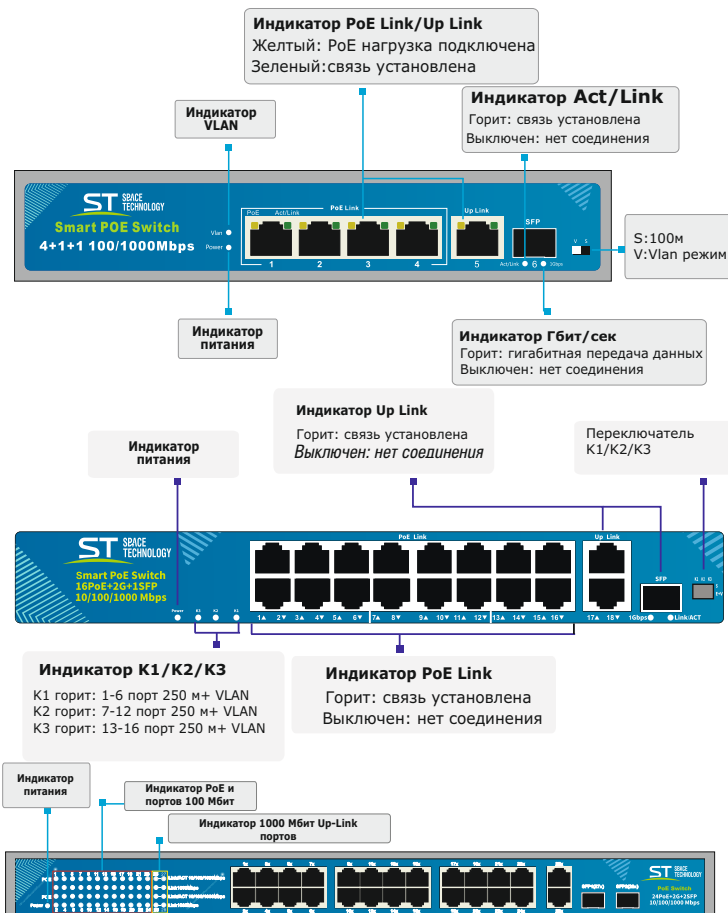 Индикатор PoE Link/Up Link
Желтый: PoE нагрузка подключена
Зеленый:связь установлена
Индикатор Act/Link
Горит: связь установлена
Выключен: нет соединения
Индикатор
VLAN
ST SPACE
TECHNOLOGY
Smart POE Switch
4+1+1 100/1000Mbps
Vlan
Power
PoE Link
PoE Act/Link
1 2 3 4
Up Link
5
SFP
Act/Link 6 1Gbps
V S
S:100м
V:Vlan режим
Индикатор
питания
Индикатор Гбит/сек
Горит: гигабитная передача данных
Выключен: нет соединения
Индикатор Up Link
Горит: связь установлена
Выключен: нет соединения
Индикатор
питания
Переключатель
K1/K2/K3
ST SPACE
TECHNOLOGY
Smart PoE Switch
16PoE+2G+1SFP
10/100/1000 Mbps
Power K3 K2 K1
PoE Link
1▲ 2▼ 3▲ 4▼ 5▲ 6▼ 7▲ 8▼ 9▲ 10▼ 11▲ 12▼ 13▲ 14▼ 15▲ 16▼
Up Link
17▲ 18▼
SFP
1Gbps Link/ACT
K1 K2 K3
Индикатор K1/K2/K3
K1 горит: 1-6 порт 250 м+ VLAN
K2 горит: 7-12 порт 250 м+ VLAN
K3 горит: 13-16 порт 250 м+ VLAN
Индикатор PoE Link
Горит: связь установлена
Выключен: нет соединения
Индикатор
питания
Индикатор PoE и
портов 100 Мбит
Индикатор 1000 Мбит Up-Link
портов
Power
ST SPACE
TECHNOLOGY
PoE Switch
24PoE+2G+2SFP
10/100/1000 Mbps